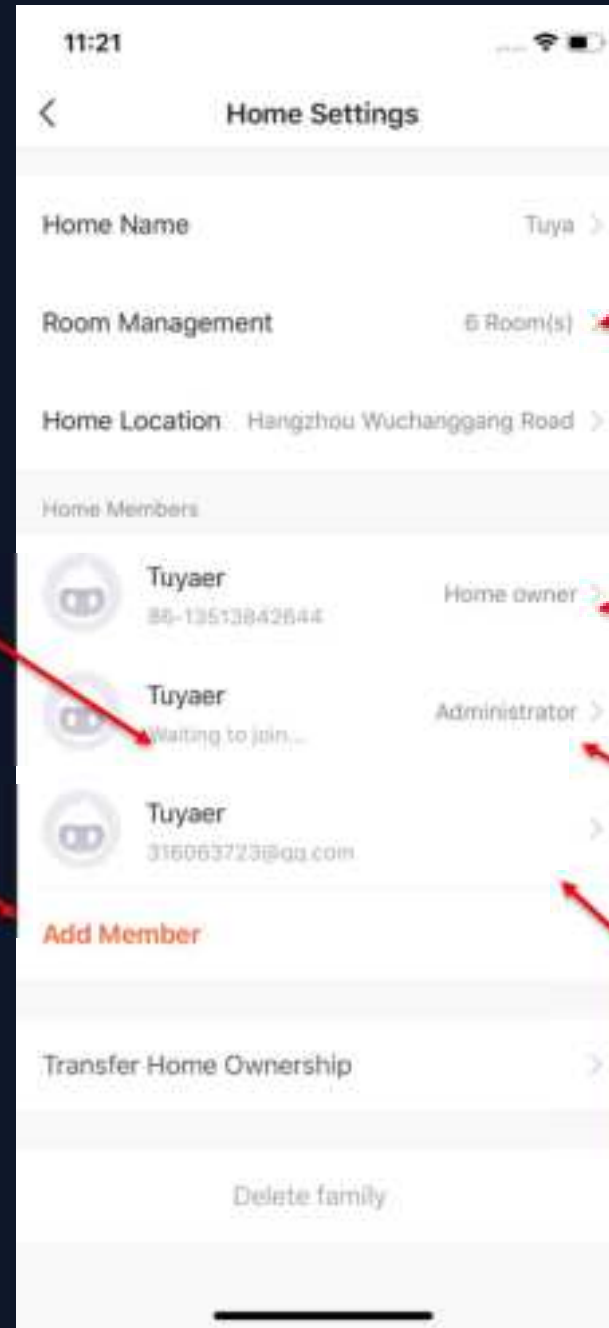 11:21
Home Settings
Home Name Tuya
Room Management 6 Room(s)
Home Location Hangzhou Wuchanggang Road
Home Members
Tuyaer
86-13513842644 Home owner
Tuyaer
Waiting to join... Administrator
Tuyaer
316063723@qq.com
Add Member
Transfer Home Ownership
Delete family